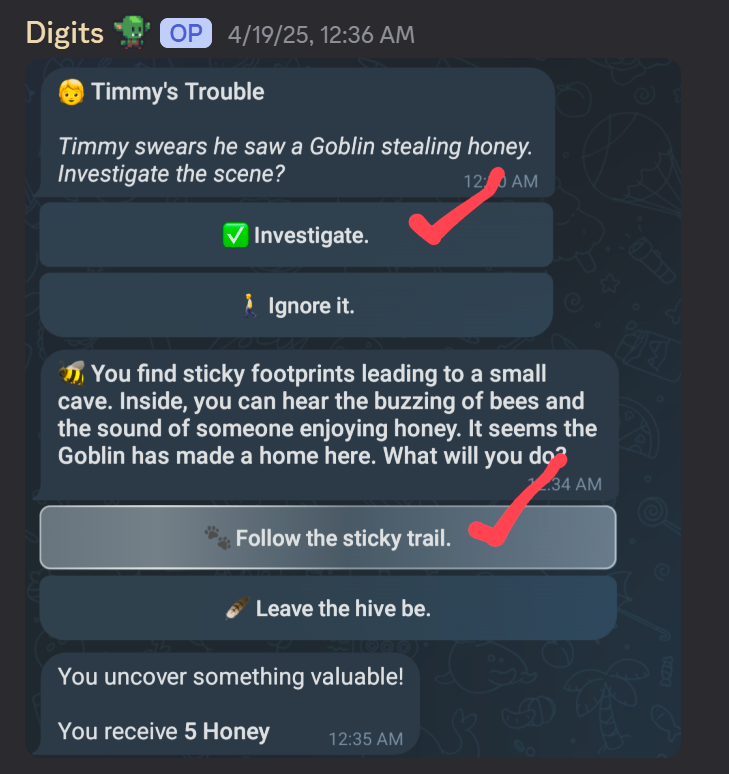 Digits OP 4/19/25, 12:36 AM
Timmy's Trouble
Timmy swears he saw a Goblin stealing honey.
Investigate the scene?
AM
Investigate.
Ignore it.
You find sticky footprints leading to a small
cave. Inside, you can hear the buzzing of bees and
the sound of someone enjoying honey. It seems the
Goblin has made a home here. What will you do?
12:34 AM
Follow the sticky trail.
Leave the hive be.
You uncover something valuable!
You receive 5 Honey
12:35 AM